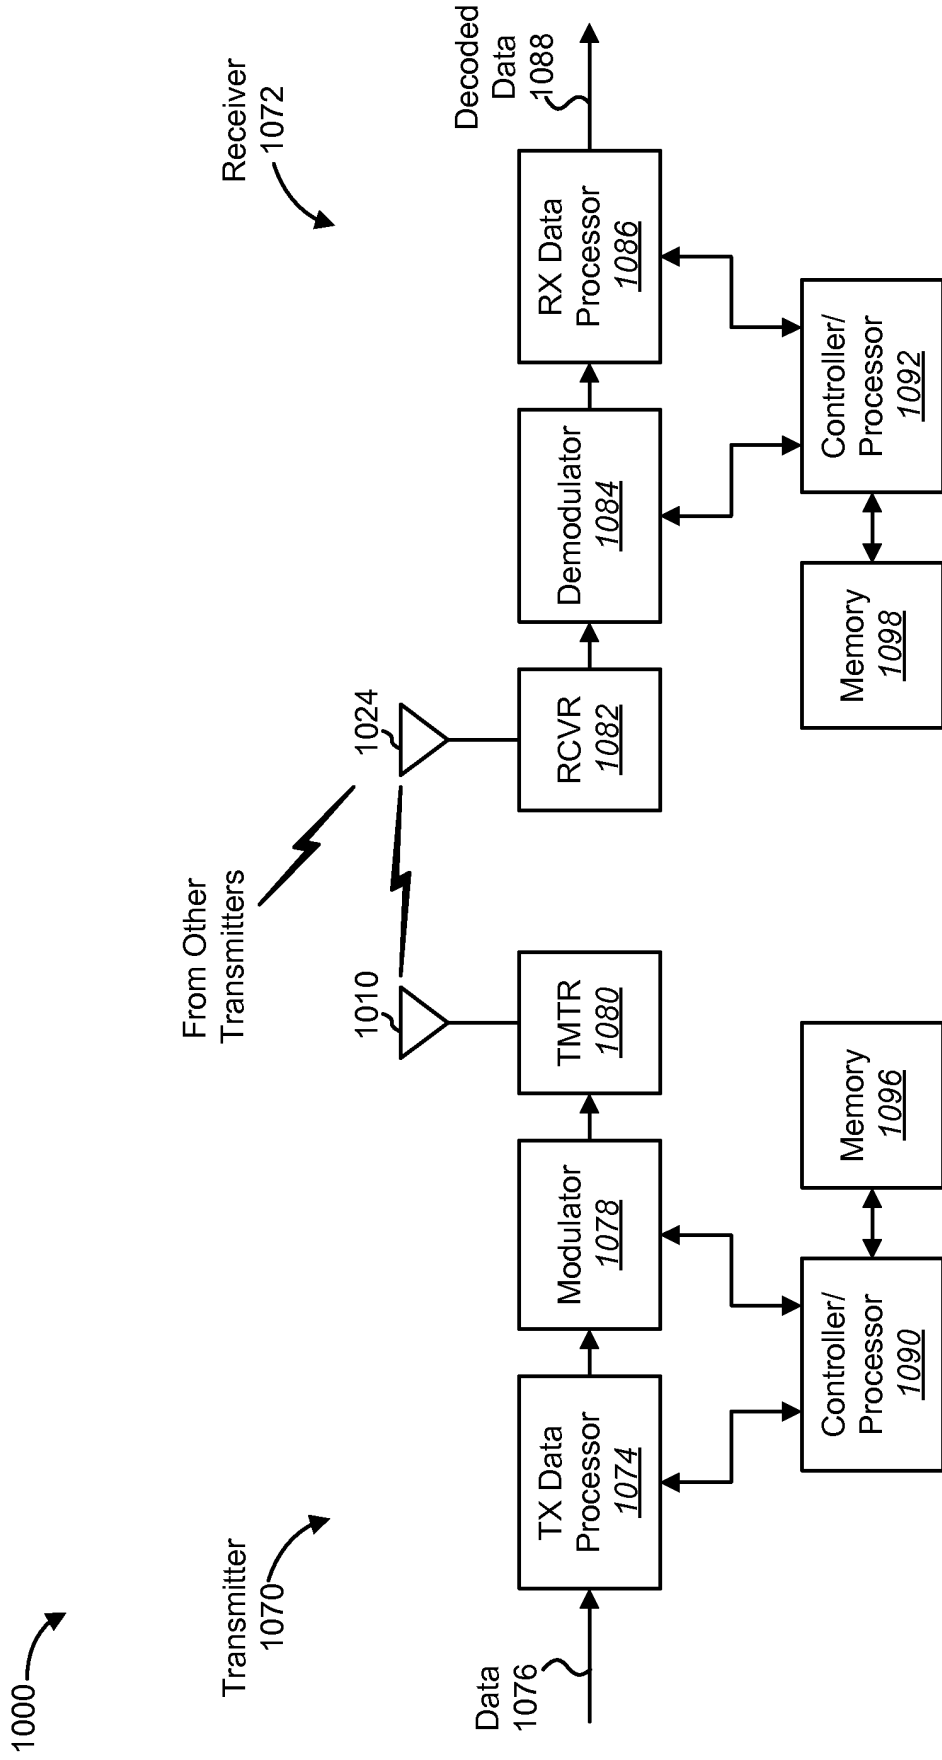 1000
Transmitter
1070
Receiver
1072
From Other
Transmitters
1010
1024
Data
1076
TX Data
Processor
1074
Modulator
1078
TMTR
1080
RCVR
1082
Demodulator
1084
RX Data
Processor
1086
Decoded
Data
1088
Controller/
Processor
1090
Memory
1096
Memory
1098
Controller/
Processor
1092